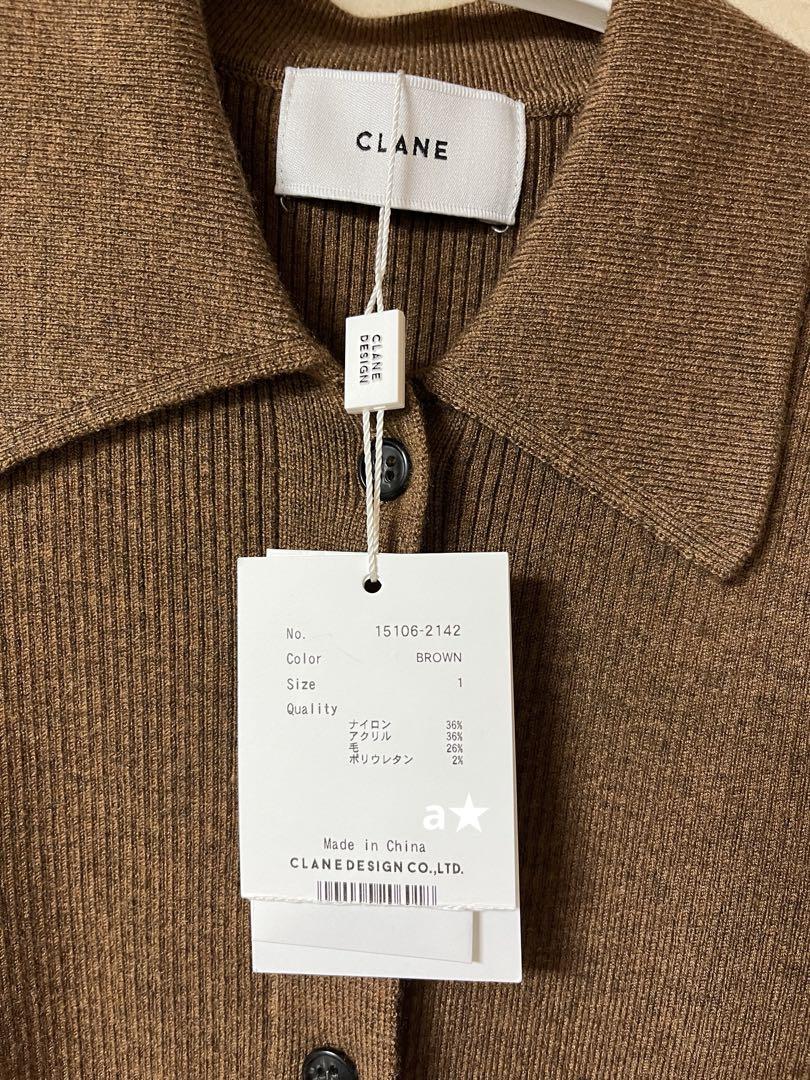 CLANE
CLANE
DESIGN
No. 15106-2142
Color BROWN
Size 1
Quality
ナイロン 36%
アクリル 36%
毛 26%
ポリウレタン 2%
a★
Made in China
CLANE DESIGN CO.,LTD.